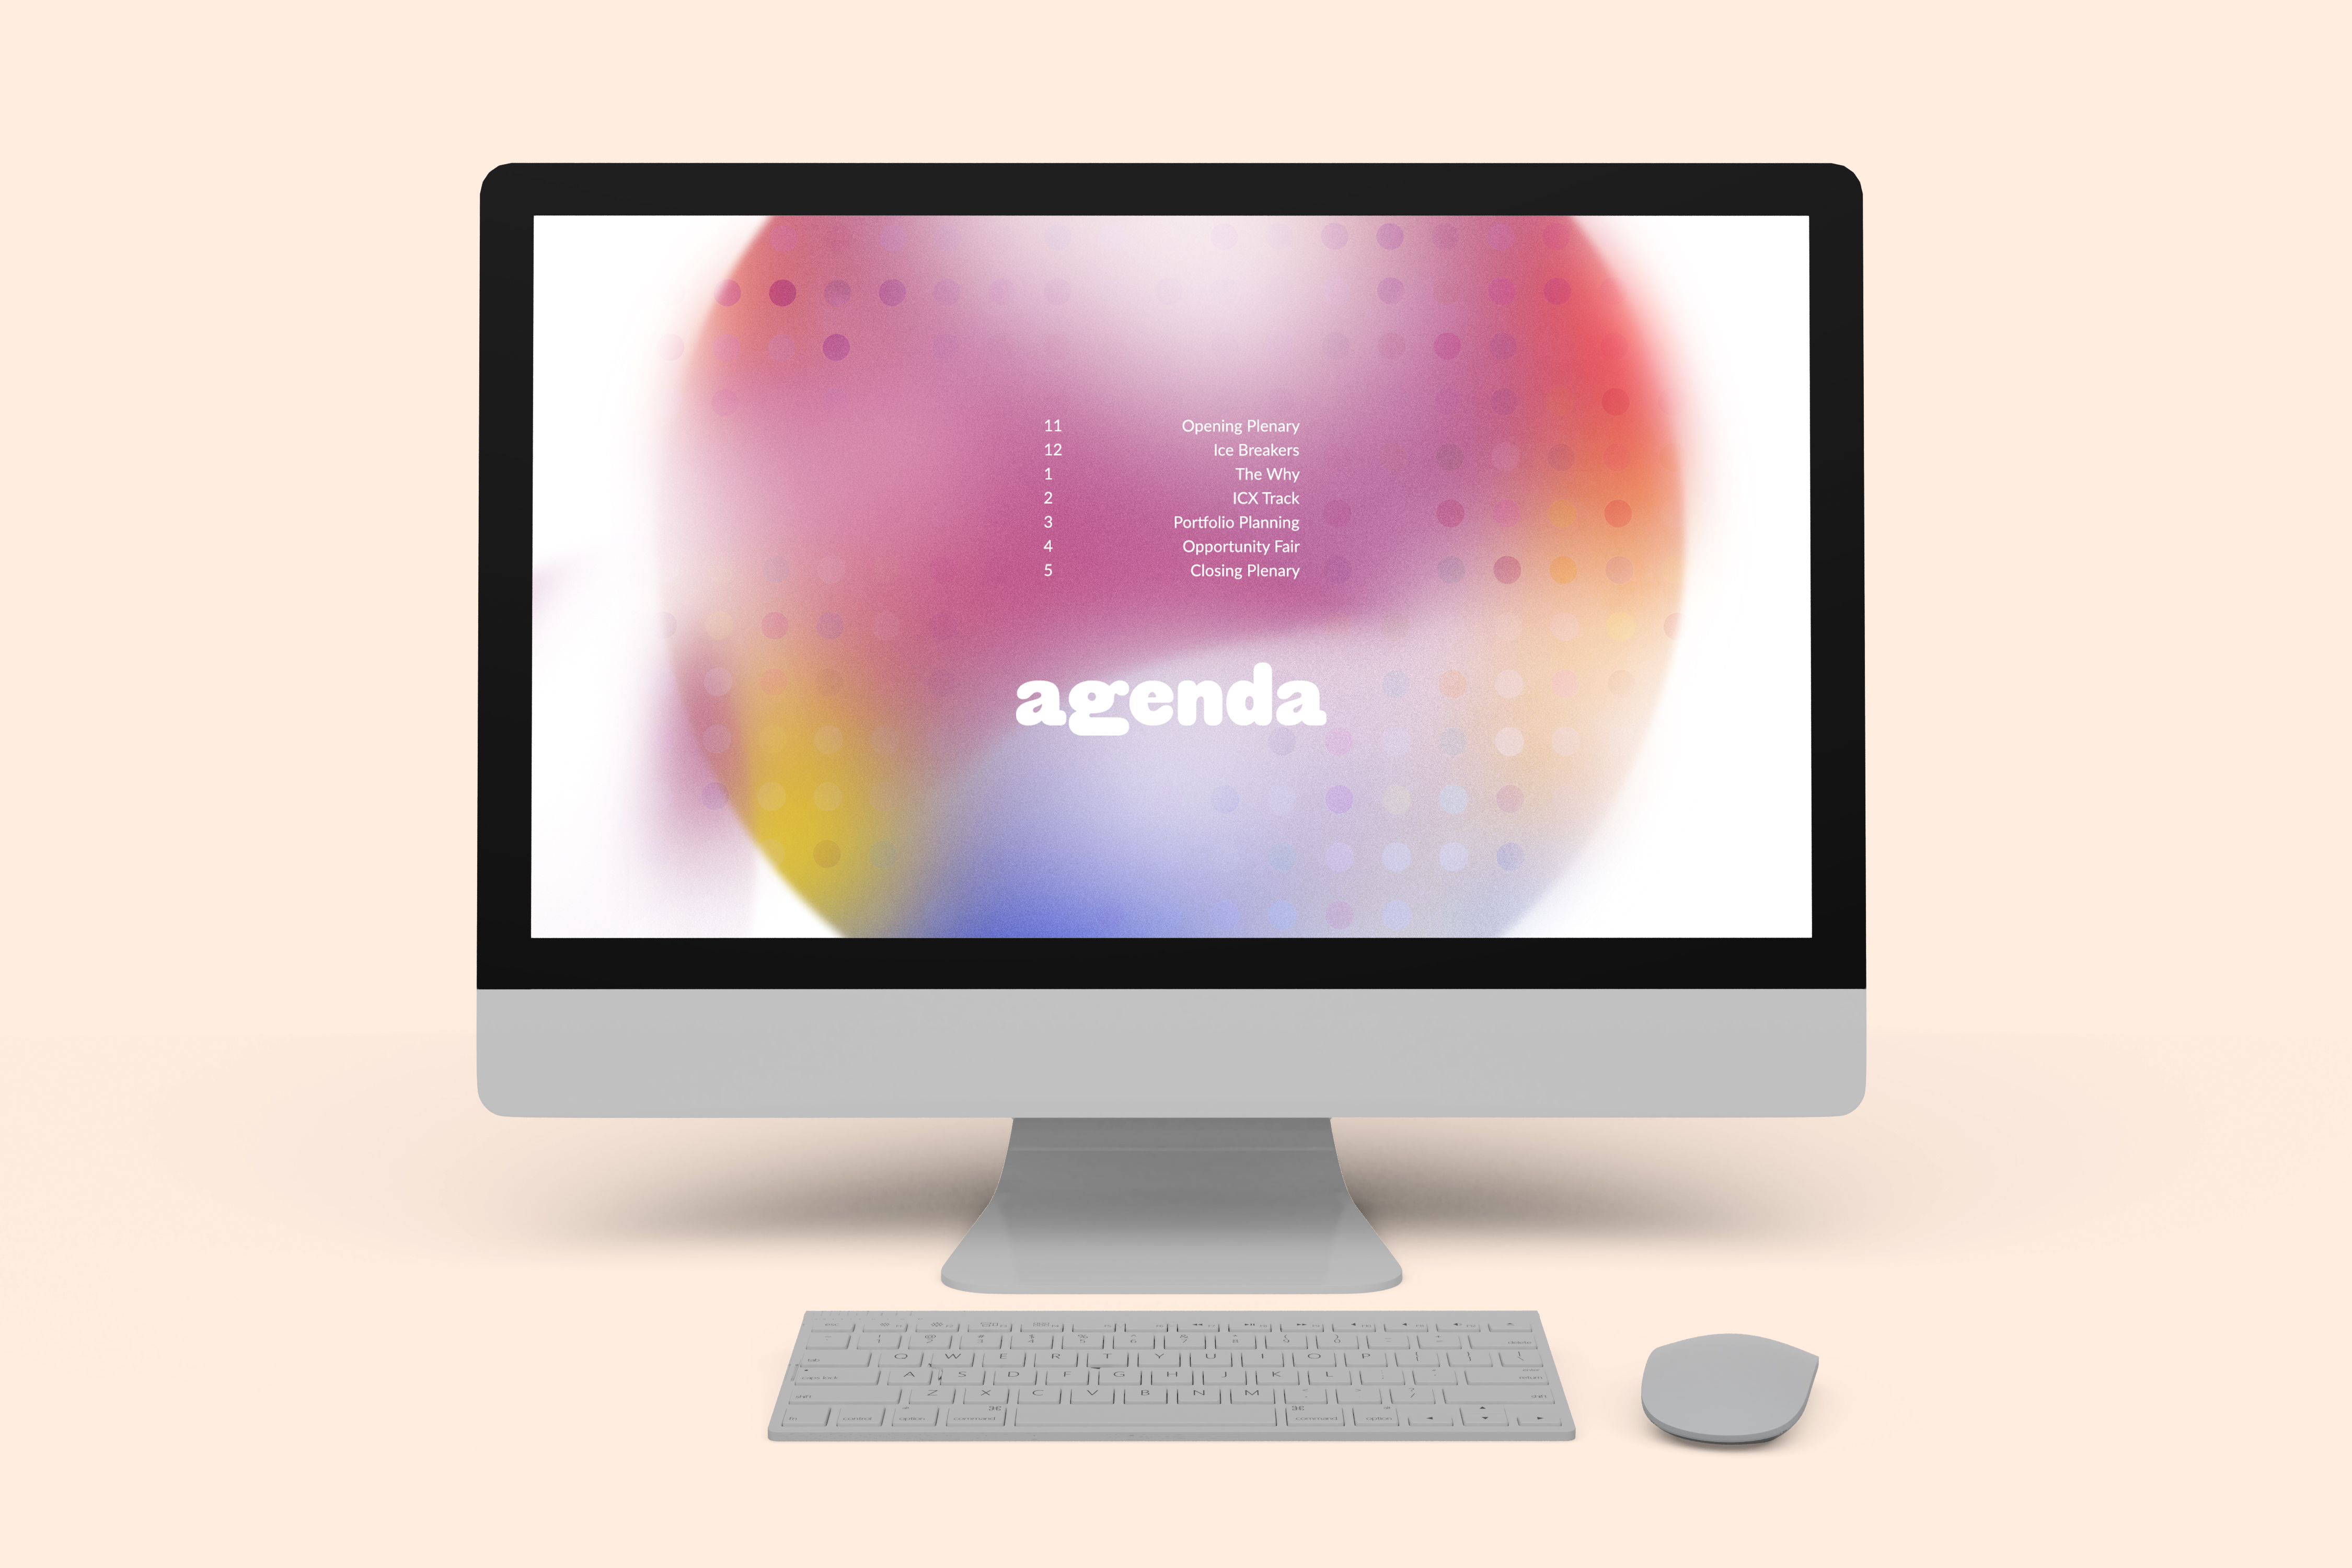 11 Opening Plenary
12 Ice Breakers
1 The Why
2 ICX Track
3 Portfolio Planning
4 Opportunity Fair
5 Closing Plenary
agenda
Q W E R T Y U I O P
A S D F G H J K L
Z X C V B N M